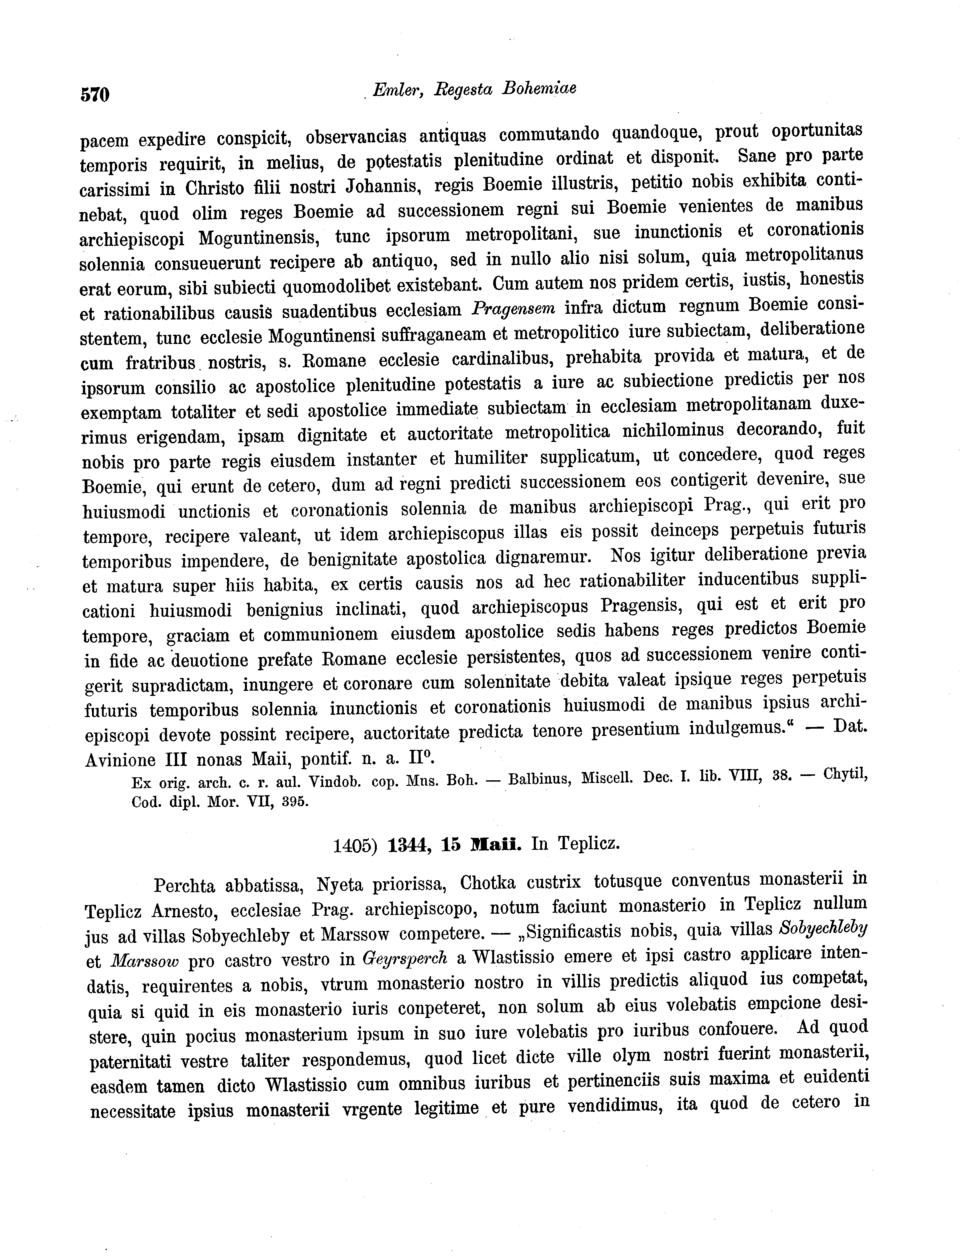 570
Emler, Regesta Bohemiae
pacem expedire conspicit, observancias antiquas commutando quandoque, prout oportunitas
temporis requirit, in melius, de potestatis plenitudine ordinat et disponit. Sane pro parte
carissimi in Christo filii nostri Johannis, regis Boemie illustris, petitio nobis exhibita conti-
nebat, quod olim reges Boemie ad successionem regni sui Boemie venientes de manibus
archiepiscopi Moguntinensis, tunc ipsorum metropolitani, sue inunctionis et coronationis
solennia consueuerunt recipere ab antiquo, sed in nullo alio nisi solum, quia metropolitanus
erat eorum, sibi subiecti quomodolibet existebant. Cum autem nos pridem certis, iustis, honestis
et rationabilibus causis suadentibus ecclesiam Pragensem infra dictum regnum Boemie consi-
stentem, tunc ecclesie Moguntinensi suffraganeam et metropolitico iure subiectam, deliberatione
cum fratribus nostris, s. Romane ecclesie cardinalibus, prehabita provida et matura, et de
ipsorum consilio ac apostolice plenitudine potestatis a iure ac subiectione predictis per nos
exemptam totaliter et sedi apostolice immediate subiectam in ecclesiam metropolitanam duxe-
rimus erigendam, ipsam dignitate et auctoritate metropolitica nichilominus decorando, fuit
nobis pro parte regis eiusdem instanter et humiliter supplicatum, ut concedere, quod reges
Boemie, qui erunt de cetero, dum ad regni predicti successionem eos contigerit devenire, sue
huiusmodi unctionis et coronationis solennia de manibus archiepiscopi Prag., qui erit pro
tempore, recipere valeant, ut idem archiepiscopus illas eis possit deinceps perpetuis futuris
temporibus impendere, de benignitate apostolica dignaremur. Nos igitur deliberatione previa
et matura super hiis habita, ex certis causis nos ad hec rationabiliter inducentibus suppli-
cationi huiusmodi benignius inclinati, quod archiepiscopus Pragensis, qui est et erit pro
tempore, graciam et communionem eiusdem apostolice sedis habens reges predictos Boemie
in fide ac deuotione prefate Romane ecclesie persistentes, quos ad successionem venire conti-
gerit supradictam, inungere et coronare cum solennitate debita valeat ipsique reges perpetuis
futuris temporibus solennia inunctionis et coronationis huiusmodi de manibus ipsius archi-
episcopi devote possint recipere, auctoritate predicta tenore presentium indulgemus.“ — Dat.
Avinione III nonas Maii, pontif. n. a. II⁰.
Ex orig. arch. c. r. aul. Vindob. cop. Mns. Boh. — Balbinus, Miscell. Dec. I. lib. VIII, 38. — Chytil,
Cod. dipl. Mor. VII, 395.
1405) 1344, 15 Maii. In Teplicz.
Perchta abbatissa, Nyeta priorissa, Chotka custrix totusque conventus monasterii in
Teplicz Arnesto, ecclesiae Prag. archiepiscopo, notum faciunt monasterio in Teplicz nullum
jus ad villas Sobyechleby et Marssow competere. — „Significastis nobis, quia villas Sobyechleby
et Marssow pro castro vestro in Geyrsperch a Wlastissio emere et ipsi castro applicare inten-
datis, requirentes a nobis, vtrum monasterio nostro in villis predictis aliquod ius competat,
quia si quid in eis monasterio iuris conpeteret, non solum ab eius volebatis empcione desi-
stere, quin pocius monasterium ipsum in suo iure volebatis pro iuribus confouere. Ad quod
paternitati vestre taliter respondemus, quod licet dicte ville olym nostri fuerint monasterii,
easdem tamen dicto Wlastissio cum omnibus iuribus et pertinenciis suis maxima et euidenti
necessitate ipsius monasterii vrgente legitime et pure vendidimus, ita quod de cetero in